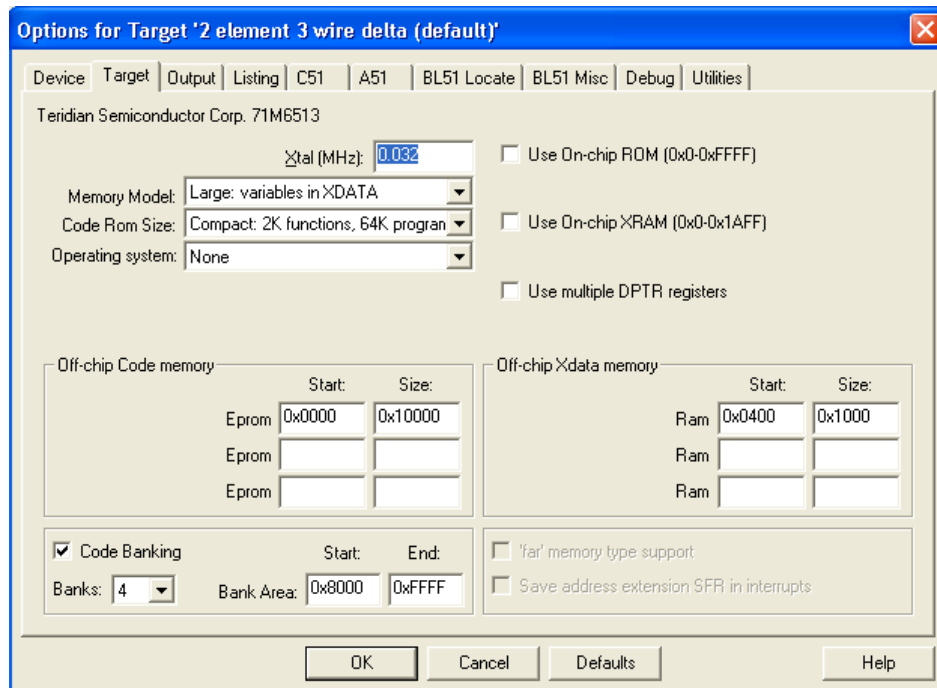 Options for Target '2 element 3 wire delta (default)'
Device Target Output Listing C51 A51 BL51 Locate BL51 Misc Debug Utilities
Teridian Semiconductor Corp. 71M6513
Xtal (MHz): 0.032
Use On-chip ROM (0x0-0xFFFF)
Memory Model: Large: variables in XDATA
Code Rom Size: Compact: 2K functions, 64K progran
Use On-chip XRAM (0x0-0x1AFF)
Operating system: None
Use multiple DPTR registers
Off-chip Code memory
Start: Size:
Eprom 0x0000 0x10000
Eprom
Eprom
Off-chip Xdata memory
Start: Size:
Ram 0x0400 0x1000
Ram
Ram
Code Banking Start: End:
Banks: 4 Bank Area: 0x8000 0xFFFF
'far' memory type support
Save address extension SFR in interrupts
OK Cancel Defaults Help